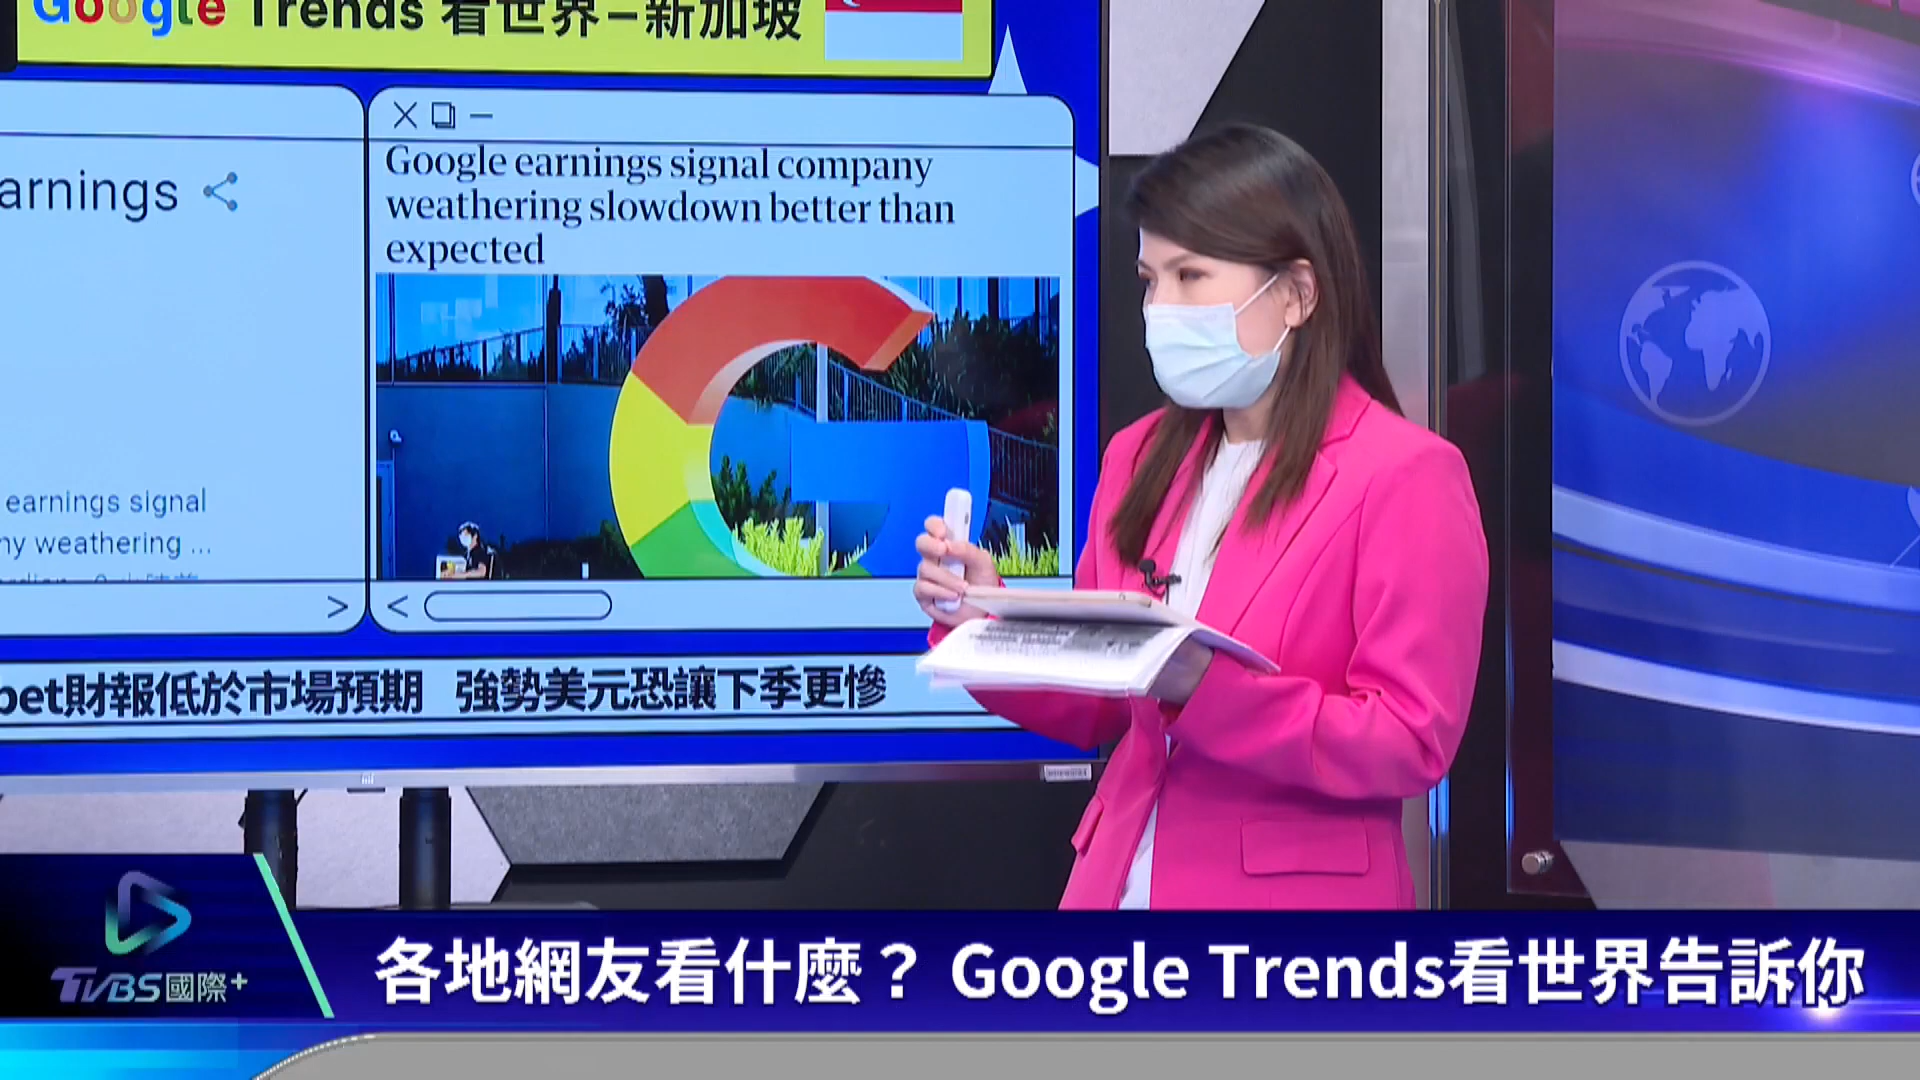 Google Trends 看世界-新加坡
arnings
Google earnings signal company
weathering slowdown better than
expected
earnings signal
ny weathering ...
bet財報低於市場預期 強勢美元恐讓下季更慘
TVBS國際+
各地網友看什麼？ Google Trends看世界告訴你